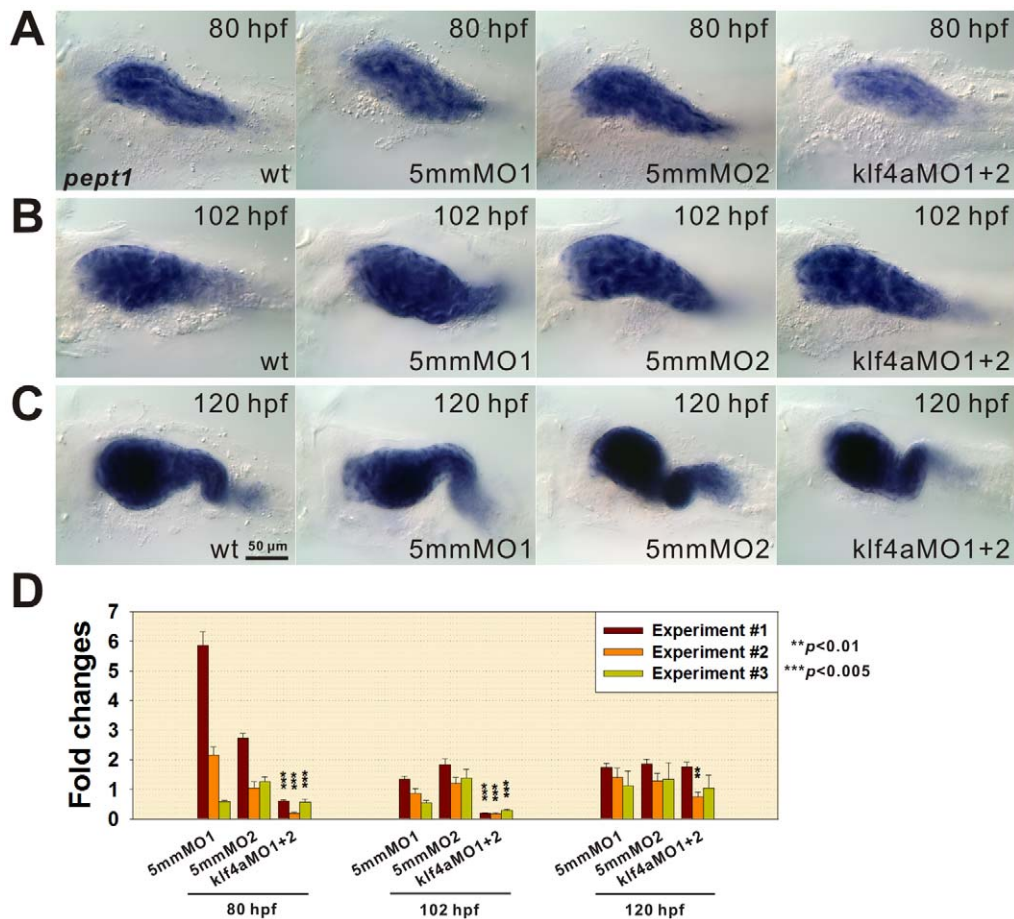 A
80 hpf
80 hpf
80 hpf
80 hpf
pept1
wt
5mmMO1
5mmMO2
klf4aMO1+2
B
102 hpf
102 hpf
102 hpf
102 hpf
wt
5mmMO1
5mmMO2
klf4aMO1+2
C
120 hpf
120 hpf
120 hpf
120 hpf
wt
50 µm
5mmMO1
5mmMO2
klf4aMO1+2
D
Fold changes
7
6
5
4
3
2
1
0
Experiment #1
Experiment #2
Experiment #3
**p<0.01
***p<0.005
***
***
***
***
***
***
**
5mmMO1
5mmMO2
klf4aMO1+2
5mmMO1
5mmMO2
klf4aMO1+2
5mmMO1
5mmMO2
klf4aMO1+2
80 hpf
102 hpf
120 hpf